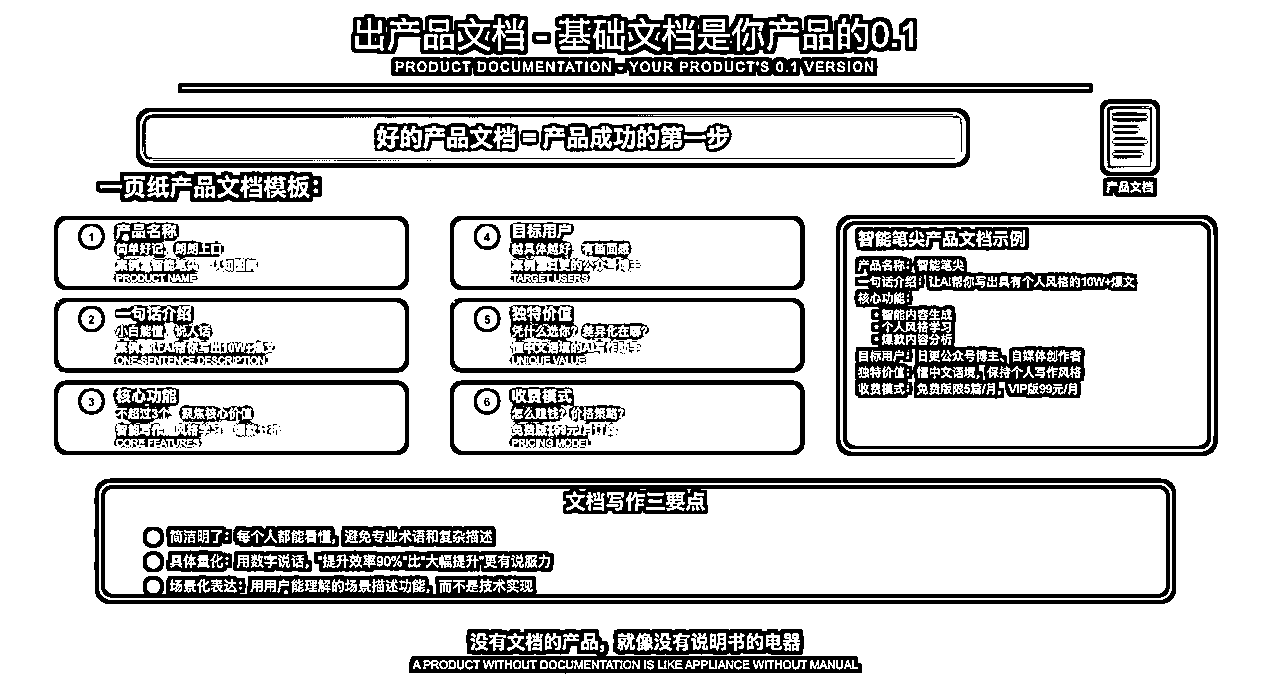 出产品文档 - 基础文档是你产品的0.1
PRODUCT DOCUMENTATION - YOUR PRODUCT'S 0.1 VERSION
好的产品文档 = 产品成功的第一步
产品文档
一页纸产品文档模板：
1
产品名称
简单好记，朗朗上口
案例：智能笔尖
PRODUCT NAME
2
一句话介绍
小白能懂，说人话
案例：让AI帮你写出10W+爆文
ONE-SENTENCE DESCRIPTION
3
核心功能
不超过3个，聚焦核心价值
智能写作、风格学习、爆款分析
CORE FEATURES
4
目标用户
越具体越好，有画面感
案例：日更的公众号博主
TARGET USERS
5
独特价值
凭什么选你？差异化在哪？
懂中文语境的AI写作助手
UNIQUE VALUE
6
收费模式
怎么赚钱？价格策略？
PRICING MODEL
智能笔尖产品文档示例
产品名称：智能笔尖
一句话介绍：让AI帮你写出具有个人风格的10W+爆文
核心功能：
• 智能内容生成
• 个人风格学习
• 爆款内容分析
目标用户：日更公众号博主、自媒体创作者
独特价值：懂中文语境，保持个人写作风格
收费模式：免费版限5篇/月，VIP版99元/月
文档写作三要点
简洁明了：每个人都能看懂，避免专业术语和复杂描述
具体量化：用数字说话，"提升效率90%"比"大幅提升"更有说服力
场景化表达：用用户能理解的场景描述功能，而不是技术实现
没有文档的产品，就像没有说明书的电器
A PRODUCT WITHOUT DOCUMENTATION IS LIKE APPLIANCE WITHOUT MANUAL